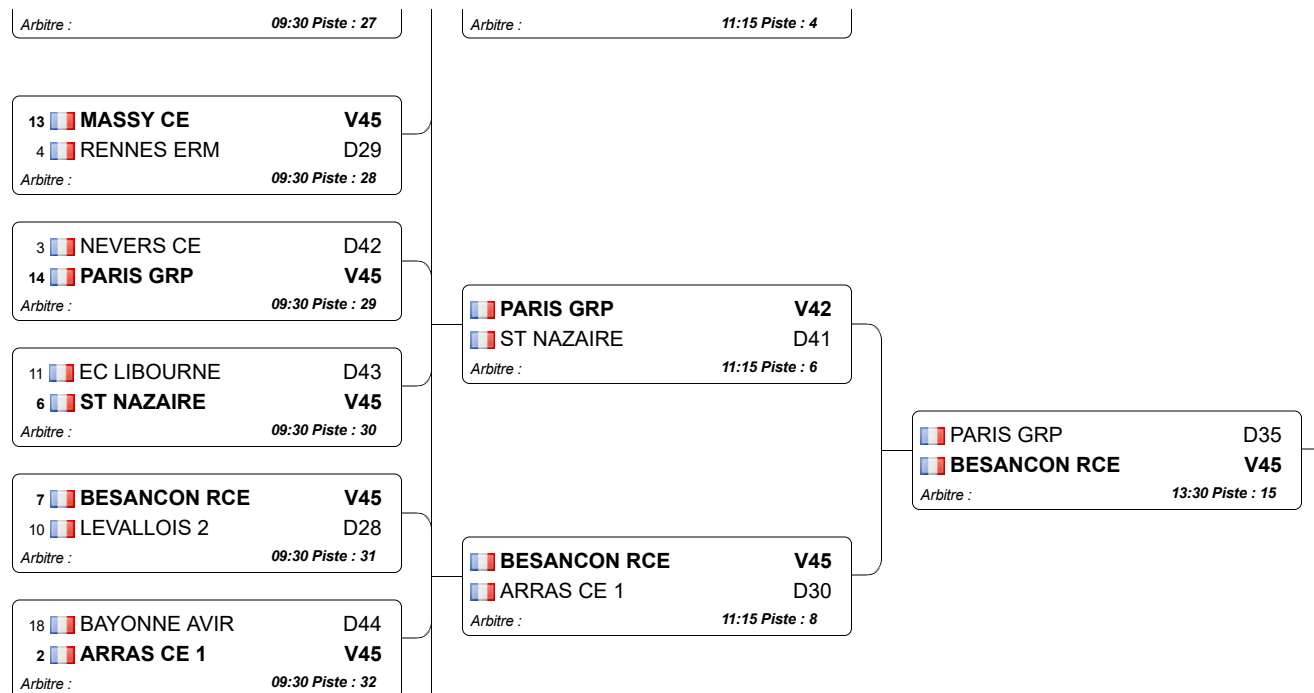 Arbitre : 09:30 Piste : 27
13 MASSY CE V45
4 RENNES ERM D29
Arbitre : 09:30 Piste : 28
3 NEVERS CE D42
14 PARIS GRP V45
Arbitre : 09:30 Piste : 29
11 EC LIBOURNE D43
6 ST NAZAIRE V45
Arbitre : 09:30 Piste : 30
7 BESANCON RCE V45
10 LEVALLOIS 2 D28
Arbitre : 09:30 Piste : 31
18 BAYONNE AVIR D44
2 ARRAS CE 1 V45
Arbitre : 09:30 Piste : 32
Arbitre : 11:15 Piste : 4
PARIS GRP V42
ST NAZAIRE D41
Arbitre : 11:15 Piste : 6
BESANCON RCE V45
ARRAS CE 1 D30
Arbitre : 11:15 Piste : 8
PARIS GRP D35
BESANCON RCE V45
Arbitre : 13:30 Piste : 15